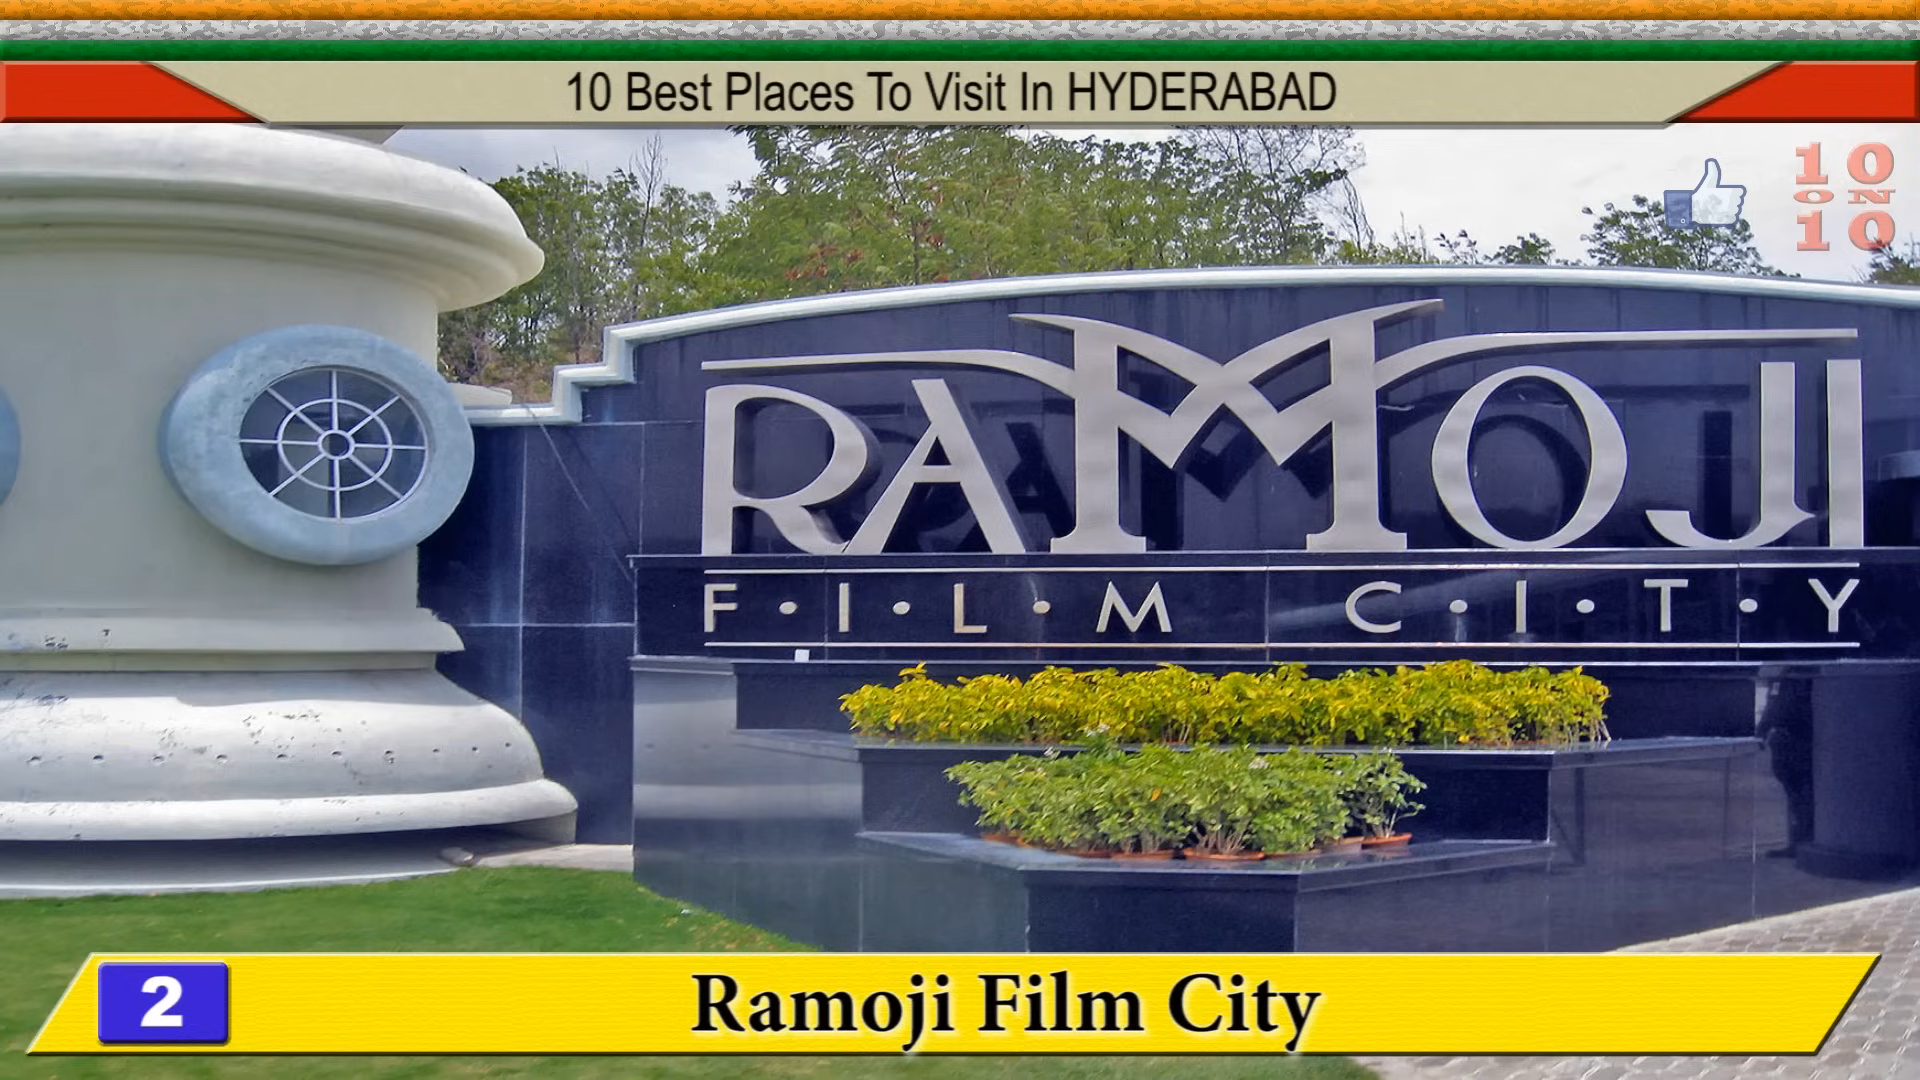 10 Best Places To Visit In HYDERABAD
10
ON
10
RAMOJI
F·I·L·M C·I·T·Y
2
Ramoji Film City